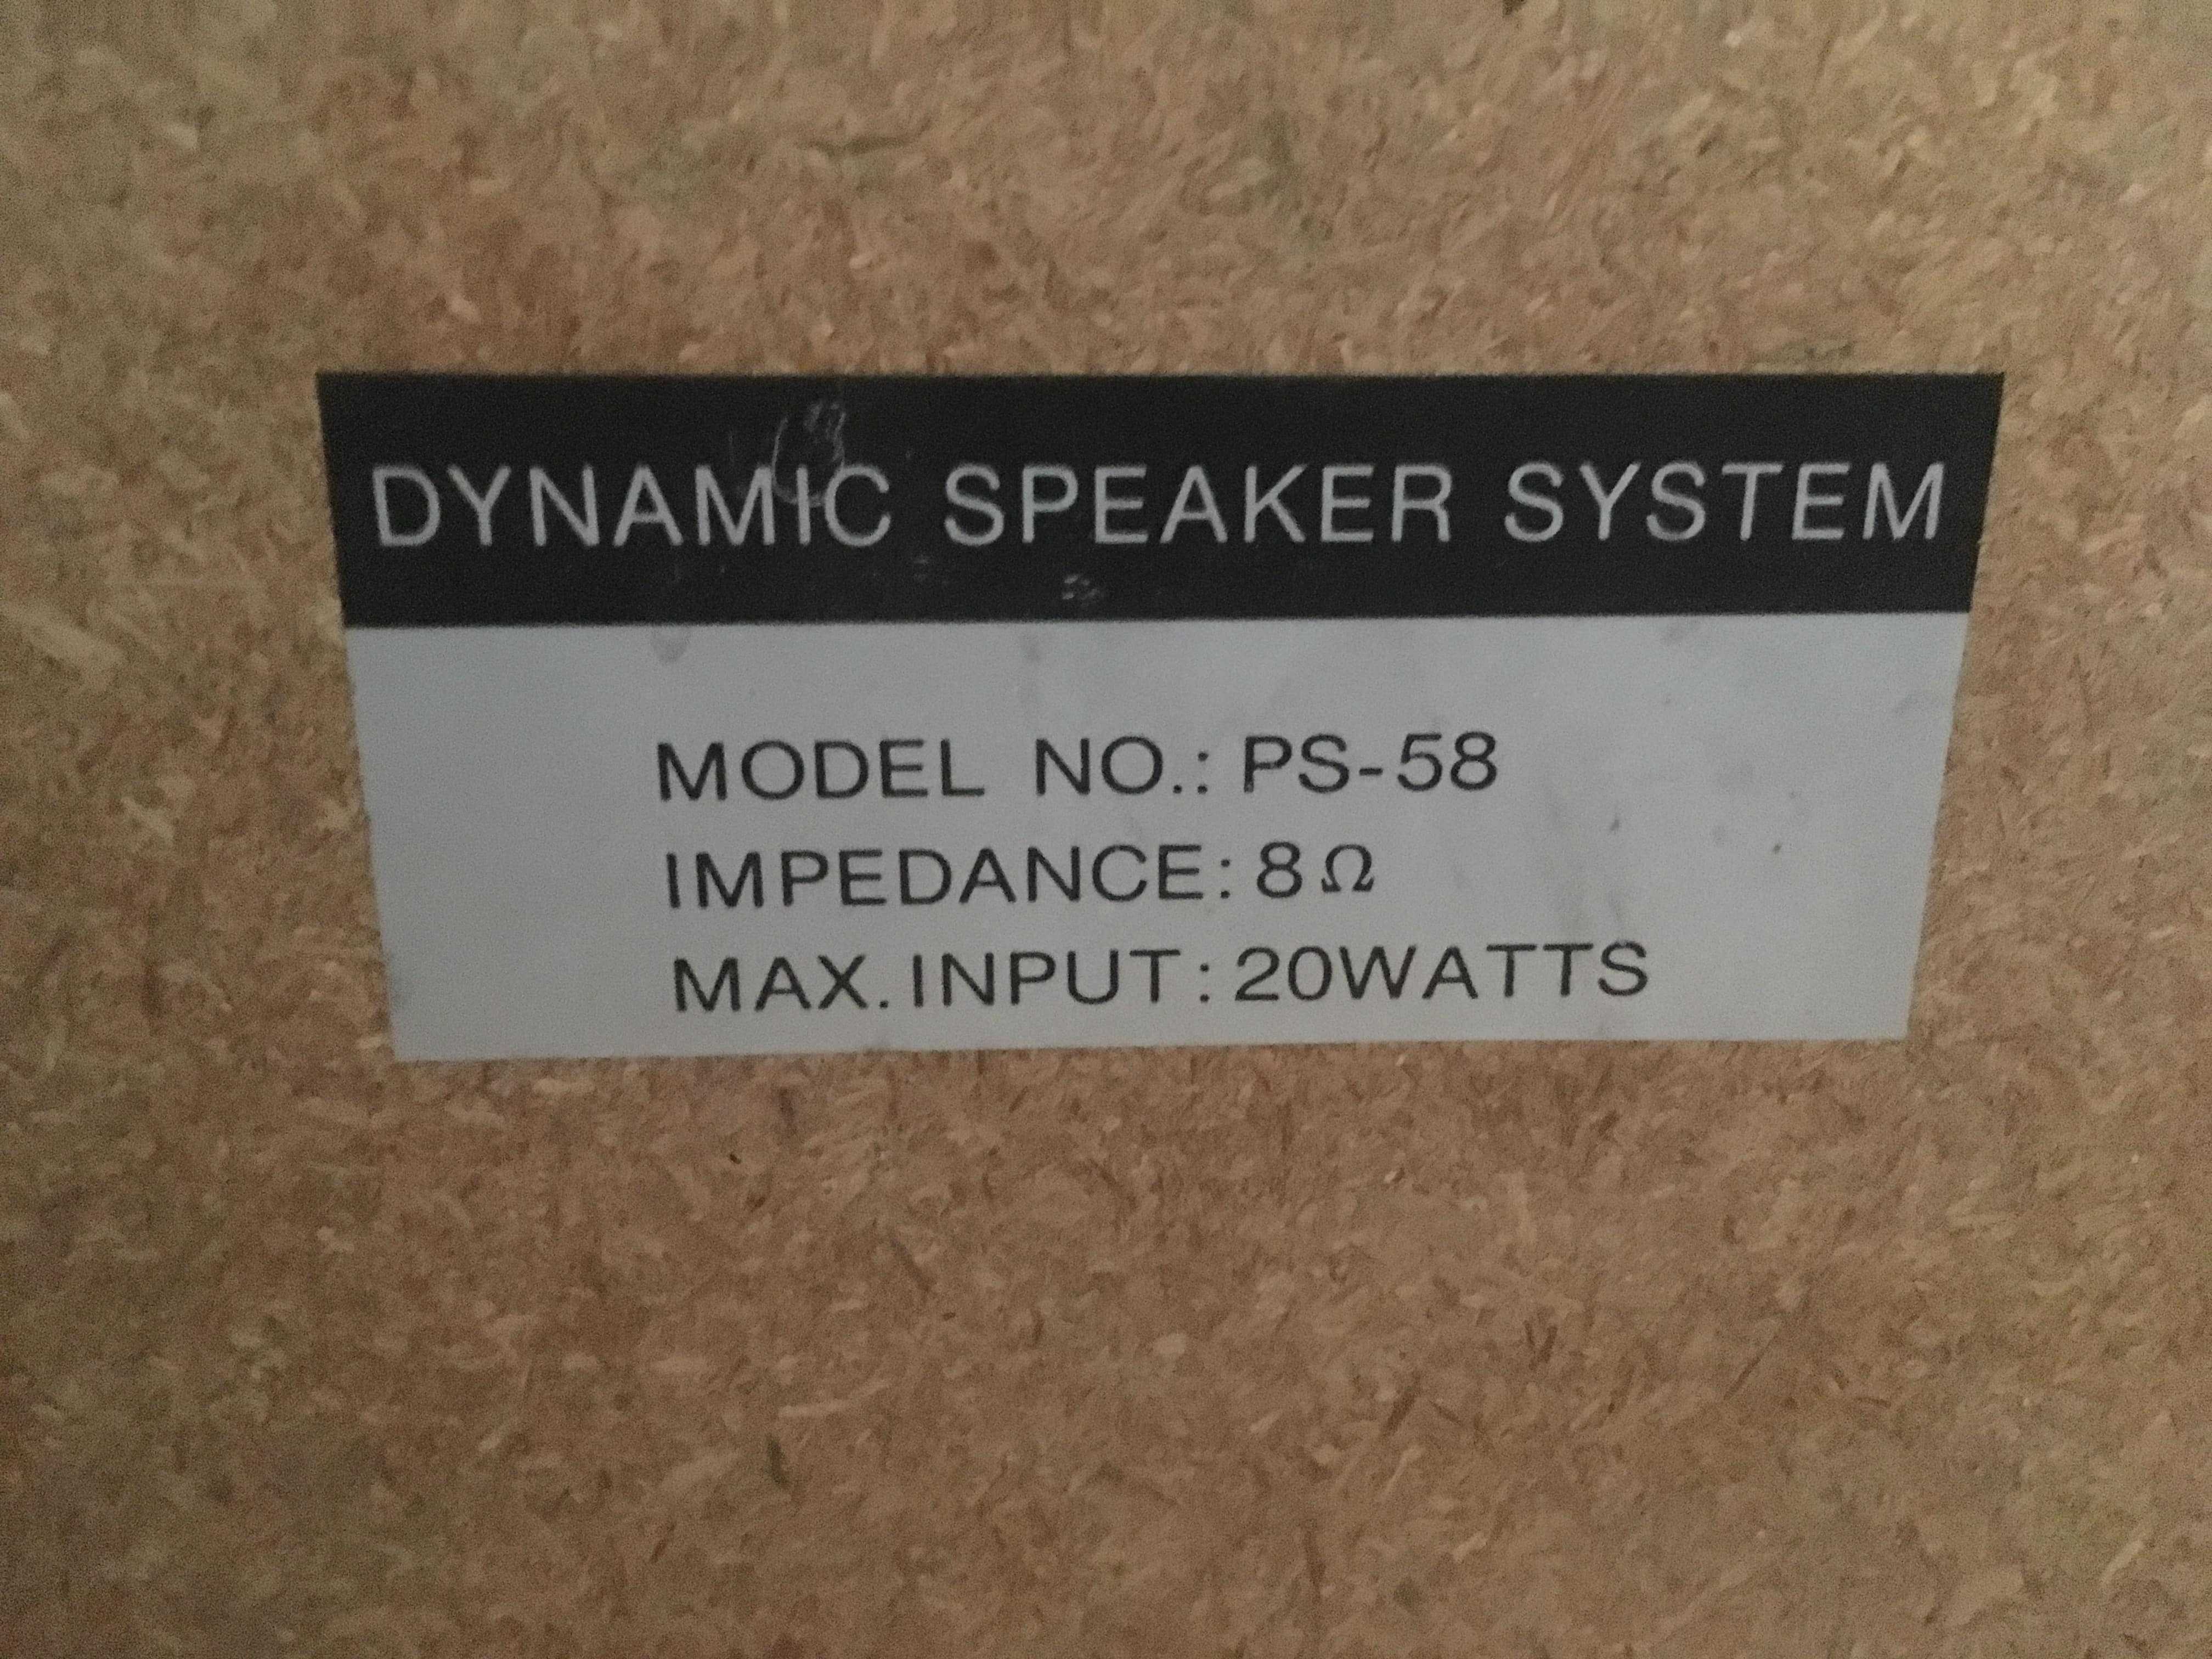 DYNAMIC SPEAKER SYSTEM
MODEL NO.: PS-58
IMPEDANCE: 8Ω
MAX. INPUT: 20WATTS